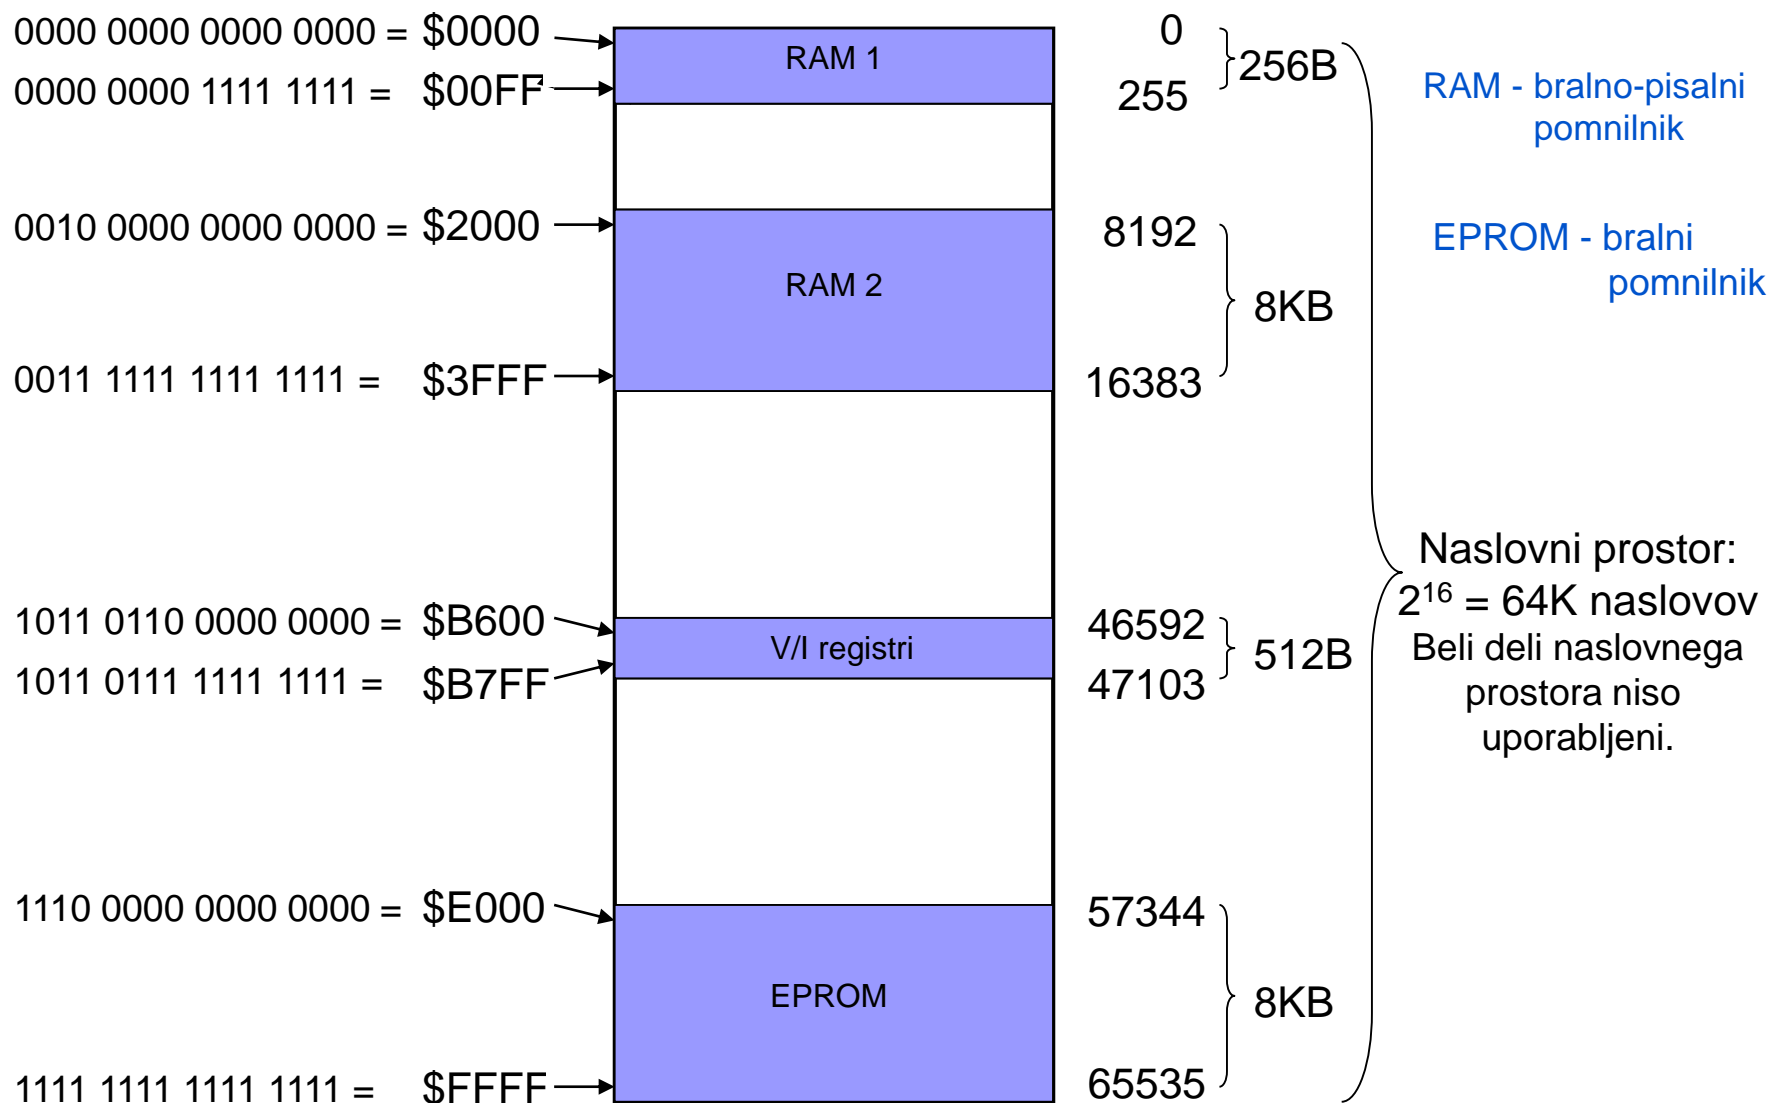 0000 0000 0000 0000 = $0000
RAM 1
0
256B
0000 0000 1111 1111 = $00FF
255
RAM - bralno-pisalni
pomnilnik
0010 0000 0000 0000 = $2000
8192
EPROM - bralni
pomnilnik
RAM 2
8KB
0011 1111 1111 1111 = $3FFF
16383
Naslovni prostor:
2¹⁶ = 64K naslovov
Beli deli naslovnega
prostora niso
uporabljeni.
1011 0110 0000 0000 = $B600
46592
V/I registri
512B
1011 0111 1111 1111 = $B7FF
47103
1110 0000 0000 0000 = $E000
57344
EPROM
8KB
1111 1111 1111 1111 = $FFFF
65535